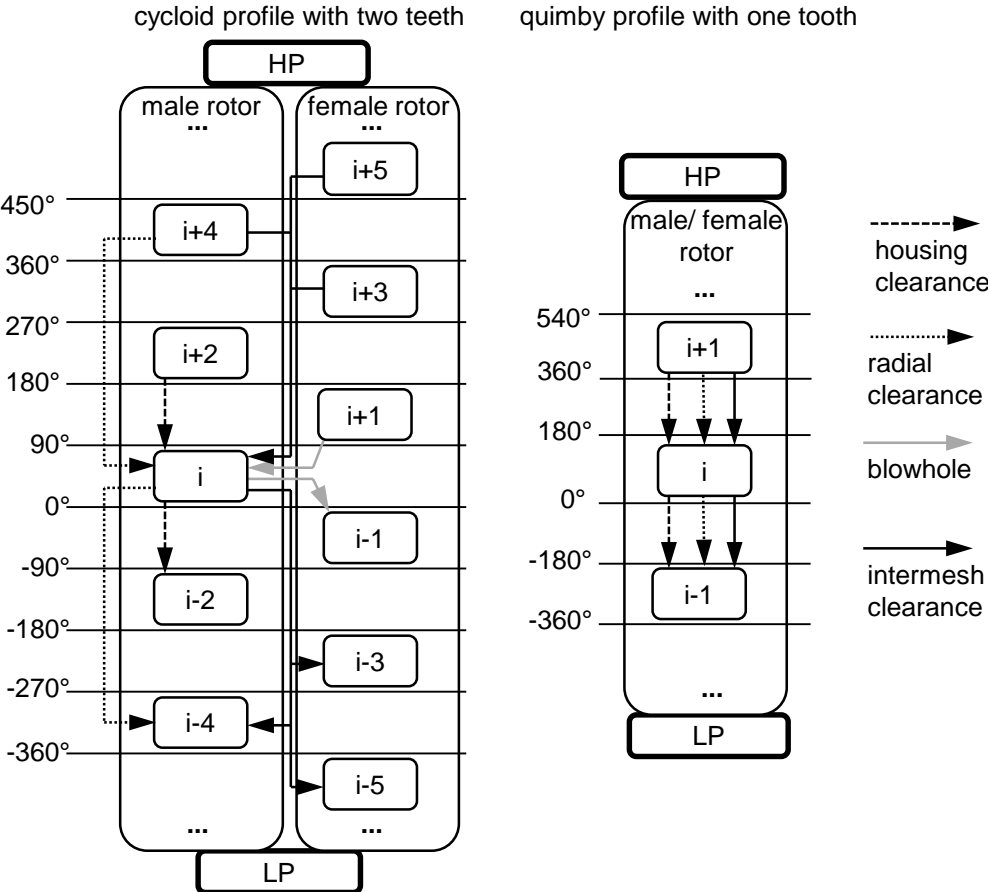 cycloid profile with two teeth
quimby profile with one tooth
HP
male rotor
...
female rotor
...
i+5
450°
i+4
360°
i+3
270°
i+2
180°
i+1
90°
i
0°
i-1
-90°
i-2
-180°
i-3
-270°
i-4
-360°
i-5
...
...
LP
HP
male/ female
rotor
...
540°
i+1
360°
180°
i
0°
-180°
i-1
-360°
...
LP
housing
clearance
radial
clearance
blowhole
intermesh
clearance